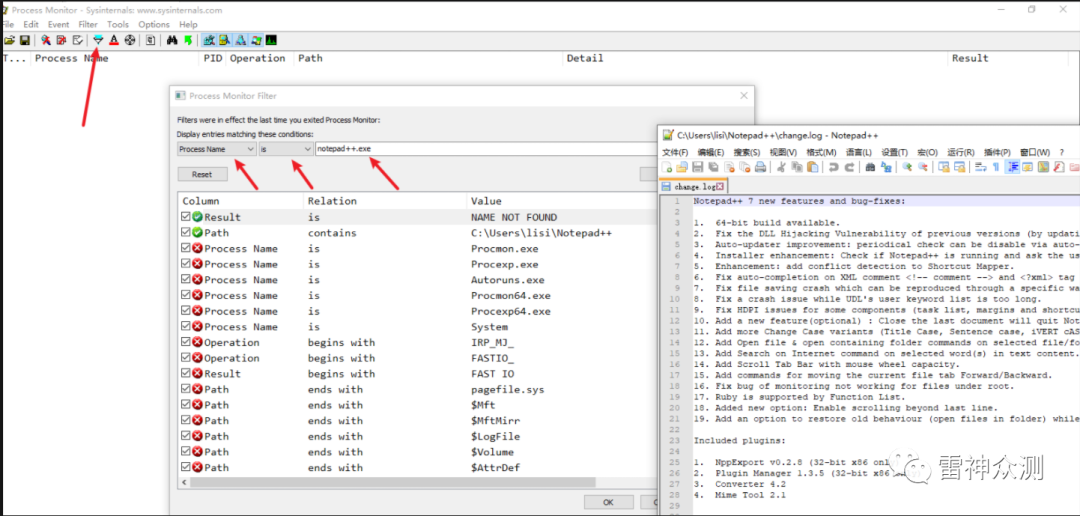 Process Monitor - Sysinternals: www.sysinternals.com
File Edit Event Filter Tools Options Help
T... Process Name PID Operation Path Detail Result
Process Monitor Filter
Filters were in effect the last time you exited Process Monitor:
Display entries matching these conditions:
Process Name is notepad++.exe
Reset
Column Relation Value
Result is NAME NOT FOUND
Path contains C:\Users\lisi\Notepad++
Process Name is Procmon.exe
Process Name is Procexp.exe
Process Name is Autoruns.exe
Process Name is Procmon64.exe
Process Name is Procexp64.exe
Process Name is System
Operation begins with IRP_MJ_
Operation begins with FASTIO_
Result begins with FAST IO
Path ends with pagefile.sys
Path ends with $Mft
Path ends with $MftMirr
Path ends with $LogFile
Path ends with $Volume
Path ends with $AttrDef
OK
C:\Users\lisi\Notepad++\change.log - Notepad++
文件(F) 编辑(E) 搜索(S) 视图(V) 格式(M) 语言(L) 设置(T) 宏(O) 运行(R) 插件(P) 窗口(W) ?
change.log
1 Notepad++ 7 new features and bug-fixes:
2
3 1. 64-bit build available.
4 2. Fix the DLL Hijacking Vulnerability of previous versions (by updati
5 3. Auto-updater improvement: periodical check can be disable via auto-
6 4. Installer enhancement: Check if Notepad++ is running and ask the us
7 5. Enhancement: add conflict detection to Shortcut Mapper.
8 6. Fix auto-completion on XML comment <!-- comment --> and <?xml> tag
9 7. Fix file saving crash which can be reproduced through a specific wa
10 8. Fix a crash issue while UDL's user keyword list is too long.
11 9. Fix HDPI issues for some components (task list, margins and shortcu
12 10. Add a new feature(optional) : Close the last document will quit Not
13 11. Add more Change Case variants (Title Case, Sentence case, iVERT cAS
14 12. Add Open file & open containing folder commands on selected file/fo
15 13. Add Search on Internet command on selected word(s) in text content.
16 14. Add Scroll Tab Bar with mouse wheel capacity.
17 15. Add commands for moving the current file tab Forward/Backward.
18 16. Fix bug of monitoring not working for files under root.
19 17. Ruby is supported by Function List.
20 18. Added new option: Enable scrolling beyond last line.
21 19. Add an option to restore old behaviour (open files in folder) while
22
23 Included plugins:
24
25 1. NppExport v0.2.8 (32-bit x86 onl
26 2. Plugin Manager 1.3.5 (32-bit x86
27 3. Converter 4.2
28 4. Mime Tool 2.1
29
雷神众测